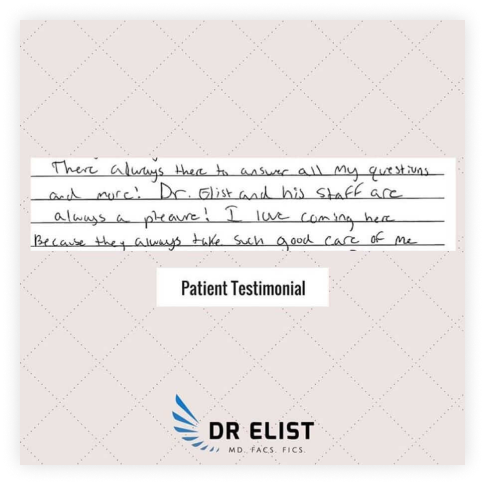 There always there to answer all my questions
and more! Dr. Elist and his staff are
always a pleaure! I love coming here
Because they always take such good care of me
Patient Testimonial
DR ELIST
MD. FACS. FICS.